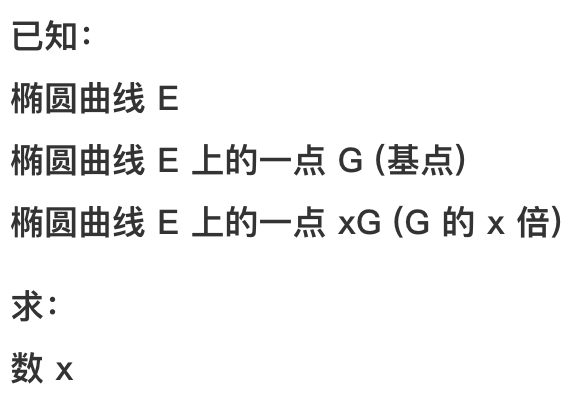 已知：
椭圆曲线 E
椭圆曲线 E 上的一点 G (基点)
椭圆曲线 E 上的一点 xG (G 的 x 倍)
求：
数 x